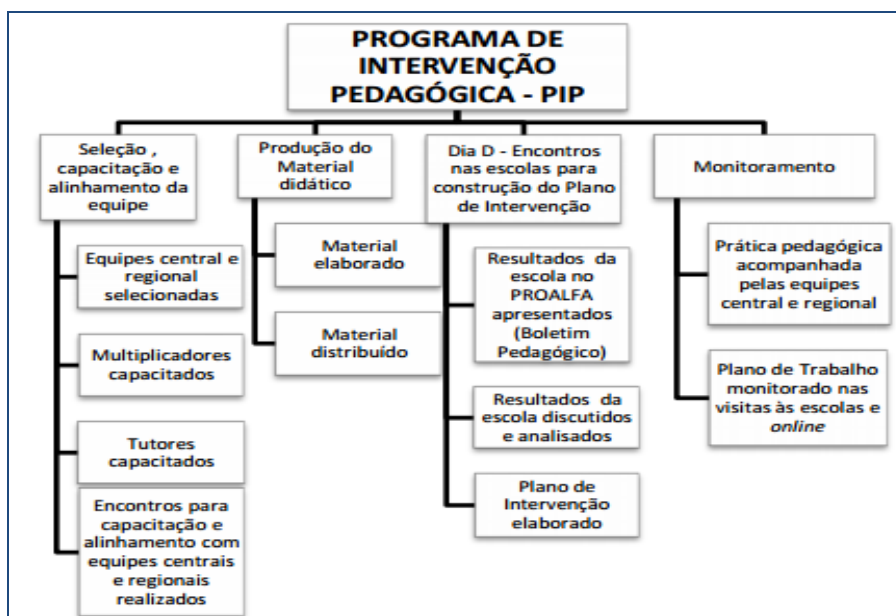 PROGRAMA DE
INTERVENÇÃO
PEDAGÓGICA - PIP
Seleção ,
capacitação e
alinhamento da
equipe
Equipes central e
regional
selecionadas
Multiplicadores
capacitados
Tutores
capacitados
Encontros para
capacitação e
alinhamento com
equipes centrais
e regionais
realizados
Produção do
Material
didático
Material
elaborado
Material
distribuído
Dia D - Encontros
nas escolas para
construção do Plano
de Intervenção
Resultados da
escola no
PROALFA
apresentados
(Boletim
Pedagógico)
Resultados da
escola discutidos
e analisados
Plano de
Intervenção
elaborado
Monitoramento
Prática pedagógica
acompanhada
pelas equipes
central e regional
Plano de Trabalho
monitorado nas
visitas às escolas e
online